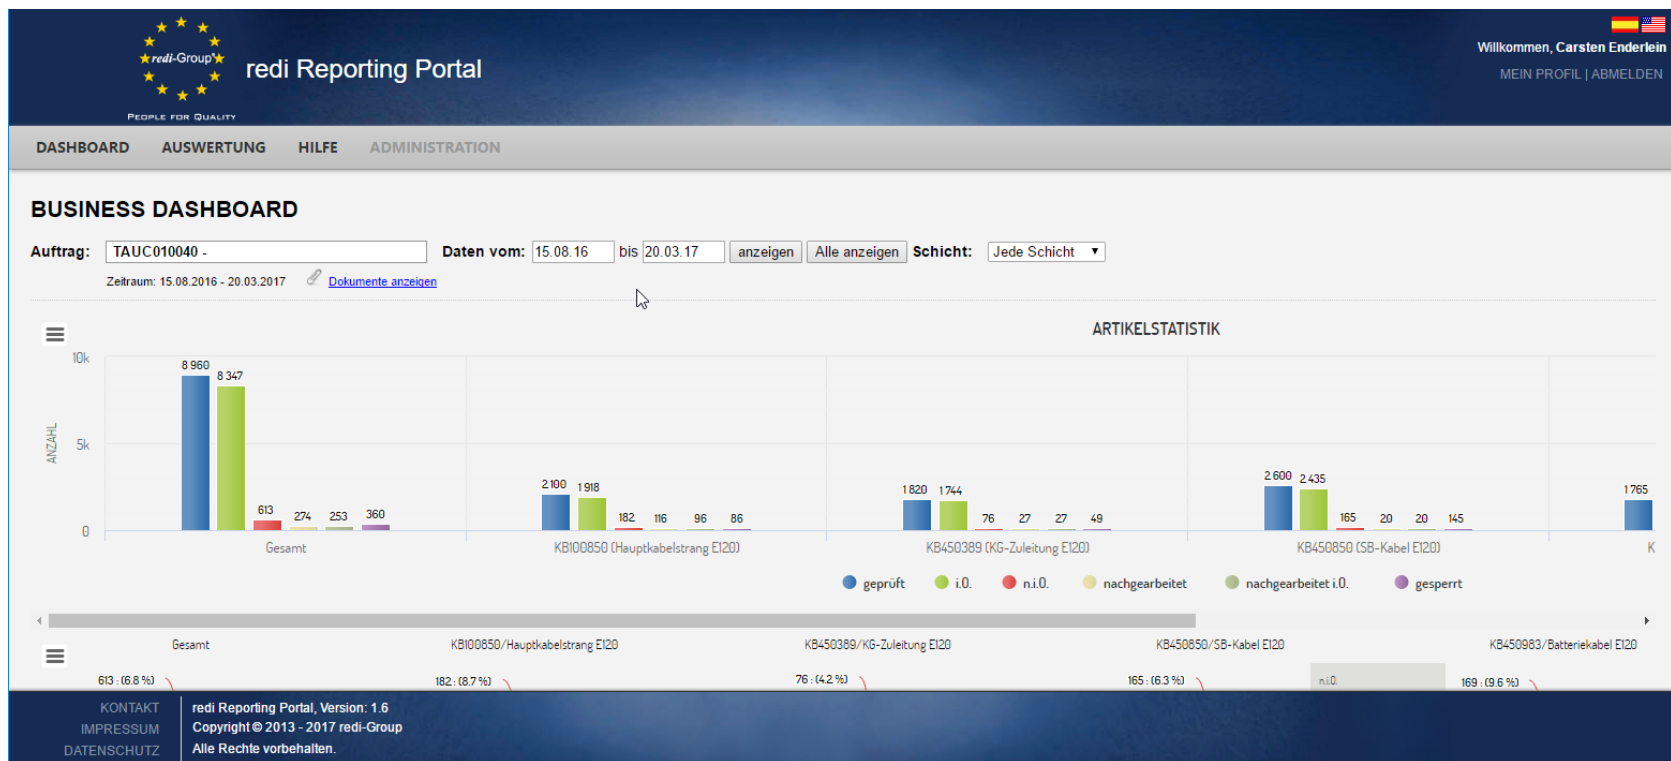 redi-Group
PEOPLE FOR QUALITY
redi Reporting Portal
Willkommen, Carsten Enderlein
MEIN PROFIL | ABMELDEN
DASHBOARD AUSWERTUNG HILFE ADMINISTRATION
BUSINESS DASHBOARD
Auftrag: TAUC010040 - Daten vom: 15.08.16 bis 20.03.17 anzeigen Alle anzeigen Schicht: Jede Schicht
Zeitraum: 15.08.2016 - 20.03.2017 Dokumente anzeigen
ARTIKELSTATISTIK
ANZAHL
10k
5k
0
8 960 8 347 613 274 253 360
2 100 1 918 182 116 96 86
1 820 1 744 76 27 27 49
2 600 2 435 165 20 20 145
1 765
Gesamt KB100850 (Hauptkabelstrang E120) KB450389 (KG-Zuleitung E120) KB450850 (SB-Kabel E120) K
geprüft i.O. n.i.O. nachgearbeitet nachgearbeitet i.O. gesperrt
Gesamt KB100850/Hauptkabelstrang E120 KB450389/KG-Zuleitung E120 KB450850/SB-Kabel E120 KB450983/Batteriekabel E120
613 : (6.8 %) 182 : (8.7 %) 76 : (4.2 %) 165 : (6.3 %) n.i.O. 169 : (9.6 %)
KONTAKT
IMPRESSUM
DATENSCHUTZ
redi Reporting Portal, Version: 1.6
Copyright © 2013 - 2017 redi-Group
Alle Rechte vorbehalten.